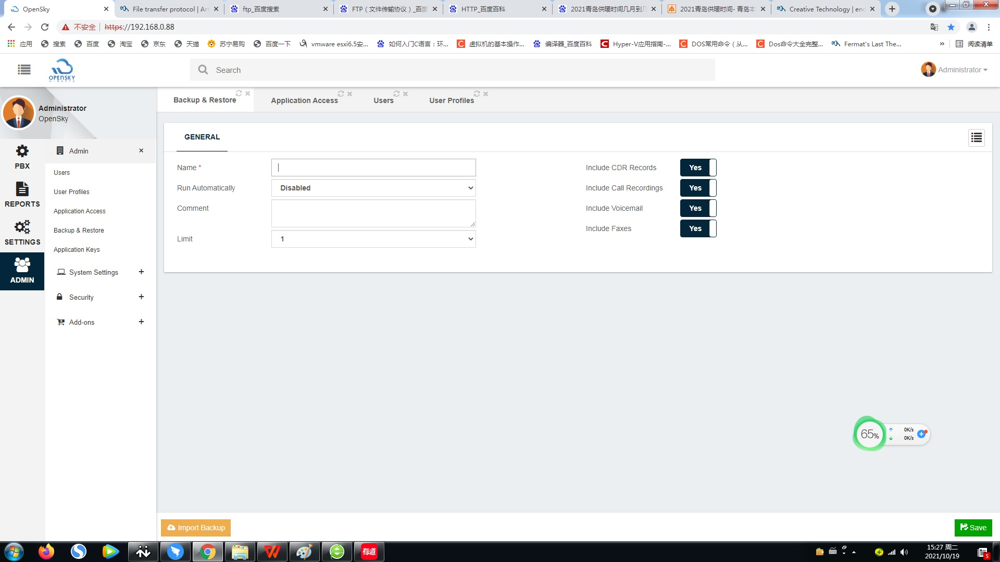 OpenSky
File transfer protocol | Art
ftp_百度搜索
FTP（文件传输协议）_百度
HTTP_百度百科
2021青岛供暖时间几月到几
2021青岛供暖时间- 青岛本
Creative Technology | enc
不安全
https://192.168.0.88
应用
搜索
百度
淘宝
京东
天猫
苏宁易购
百度一下
vmware esxi6.5安...
如何入门C语言：环...
虚拟机的基本操作...
编译器_百度百科
Hyper-V应用指南-...
DOS常用命令（从...
Dos命令大全完整...
Fermat's Last The...
»
阅读清单
OPENSKY
Search
Administrator
Administrator
OpenSky
Backup & Restore
Application Access
Users
User Profiles
PBX
REPORTS
SETTINGS
ADMIN
Admin
Users
User Profiles
Application Access
Backup & Restore
Application Keys
System Settings
Security
Add-ons
GENERAL
Name *
Run Automatically
Disabled
Comment
Limit
1
Include CDR Records
Yes
Include Call Recordings
Yes
Include Voicemail
Yes
Include Faxes
Yes
65%
0K/s
0K/s
Import Backup
Save
有道
15:27 周二
2021/10/19
5